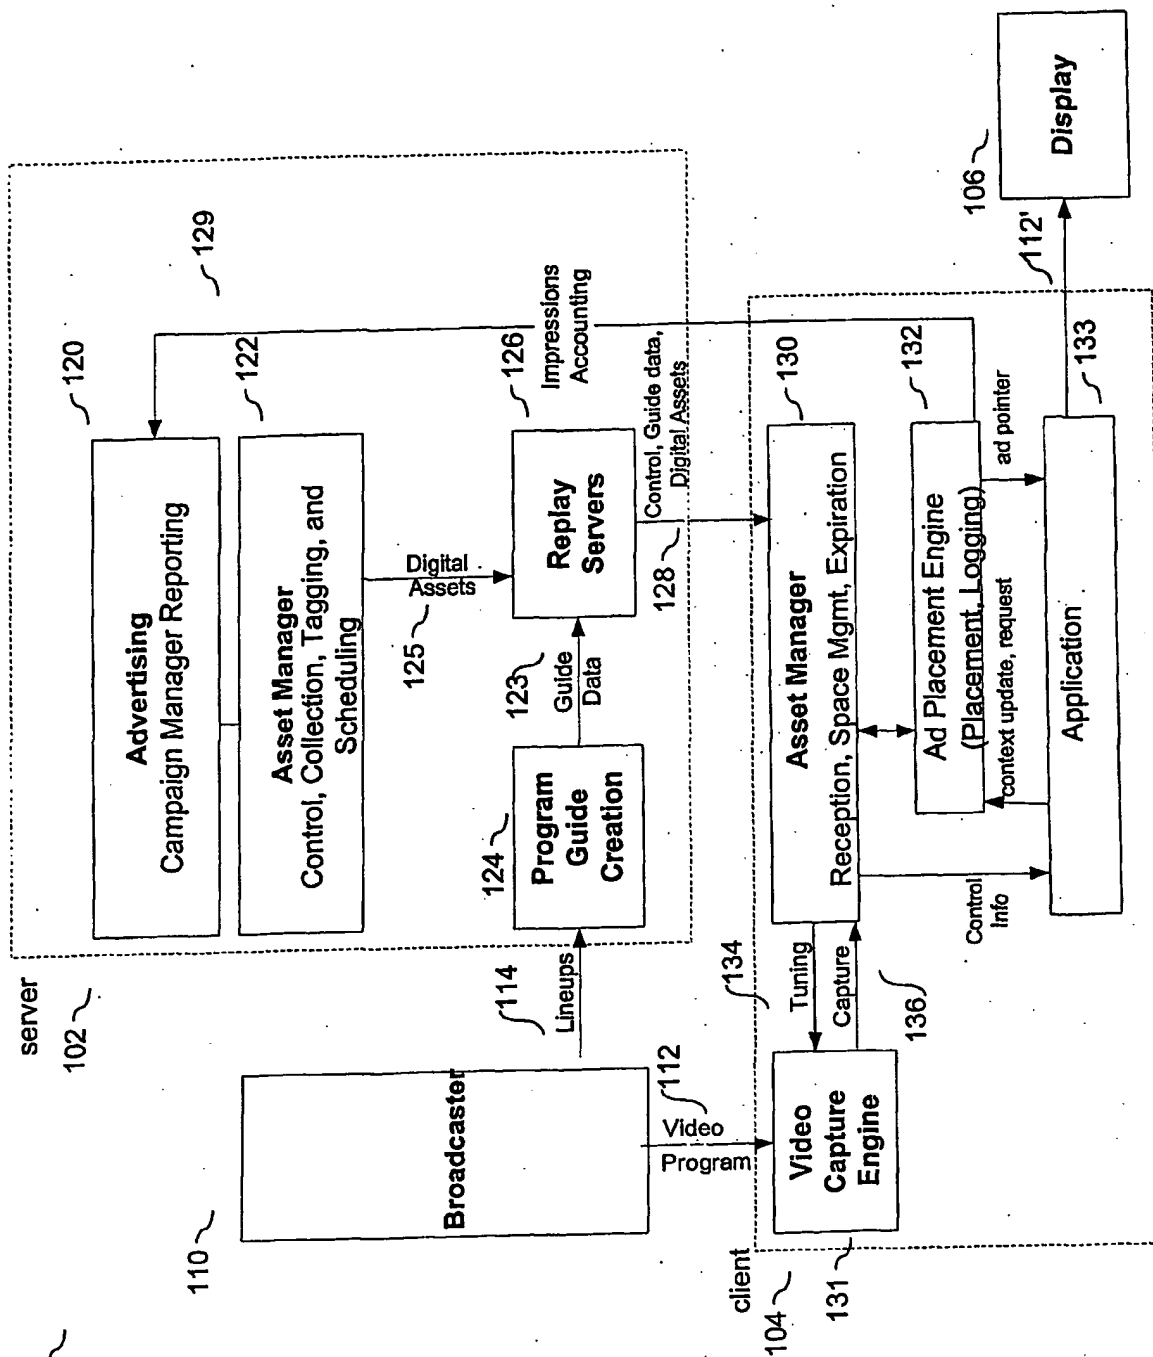 server
102
120
Advertising
Campaign Manager Reporting
129
122
Asset Manager
Control, Collection, Tagging, and
Scheduling
Digital
Assets
125
110
Broadcaster
114
Lineups
124
Program
Guide
Creation
123
Guide
Data
126
Replay
Servers
Impressions
Accounting
112
Video
Program
128
Control, Guide data,
Digital Assets
client
104
131
Video
Capture
Engine
134
Tuning
Capture
136
130
Asset Manager
Reception, Space Mgmt, Expiration
132
Ad Placement Engine
(Placement, Logging)
Control
Info
context update, request
ad pointer
133
Application
112'
106
Display